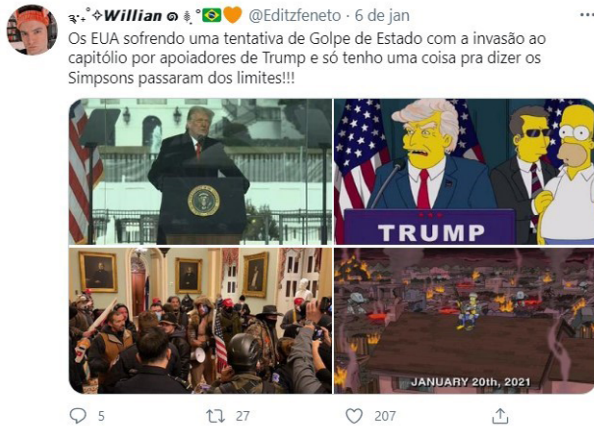 ঽ˖˚°✧𝙒𝙞𝙡𝙡𝙞𝙖𝙣 ൭ ⇞ °🇧🇷🧡 @Editzfeneto · 6 de jan
Os EUA sofrendo uma tentativa de Golpe de Estado com a invasão ao
capitólio por apoiadores de Trump e só tenho uma coisa pra dizer os
Simpsons passaram dos limites!!!
TRUMP
JANUARY 20th, 2021
5 27 207